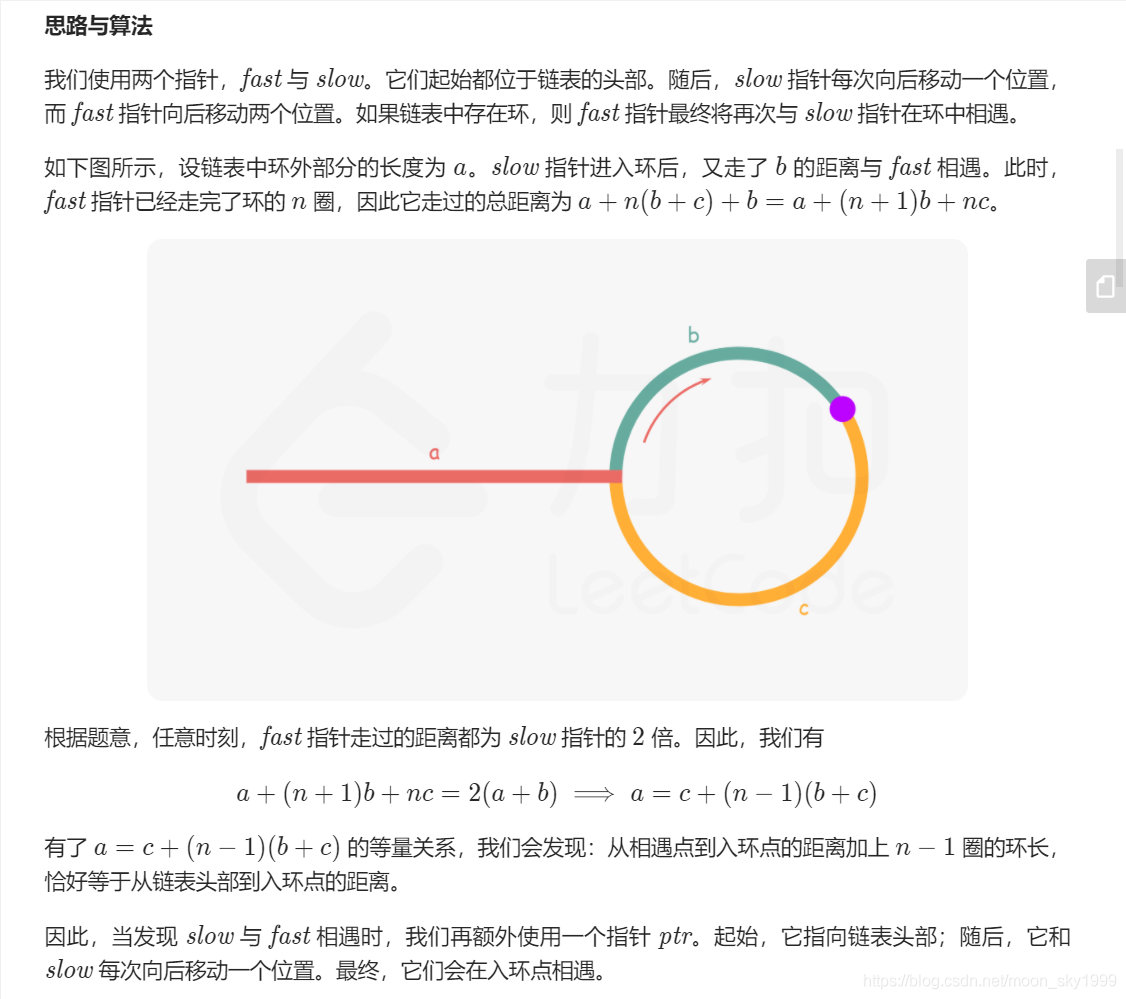 思路与算法
我们使用两个指针，fast 与 slow。它们起始都位于链表的头部。随后，slow 指针每次向后移动一个位置，
而 fast 指针向后移动两个位置。如果链表中存在环，则 fast 指针最终将再次与 slow 指针在环中相遇。
如下图所示，设链表中环外部分的长度为 a。slow 指针进入环后，又走了 b 的距离与 fast 相遇。此时，
fast 指针已经走完了环的 n 圈，因此它走过的总距离为 a + n(b + c) + b = a + (n + 1)b + nc。
b
a
力扣
LeetCode
c
根据题意，任意时刻，fast 指针走过的距离都为 slow 指针的 2 倍。因此，我们有
a + (n + 1)b + nc = 2(a + b) ⟹ a = c + (n − 1)(b + c)
有了 a = c + (n − 1)(b + c) 的等量关系，我们会发现：从相遇点到入环点的距离加上 n − 1 圈的环长，
恰好等于从链表头部到入环点的距离。
因此，当发现 slow 与 fast 相遇时，我们再额外使用一个指针 ptr。起始，它指向链表头部；随后，它和
slow 每次向后移动一个位置。最终，它们会在入环点相遇。
https://blog.csdn.net/moon_sky1999